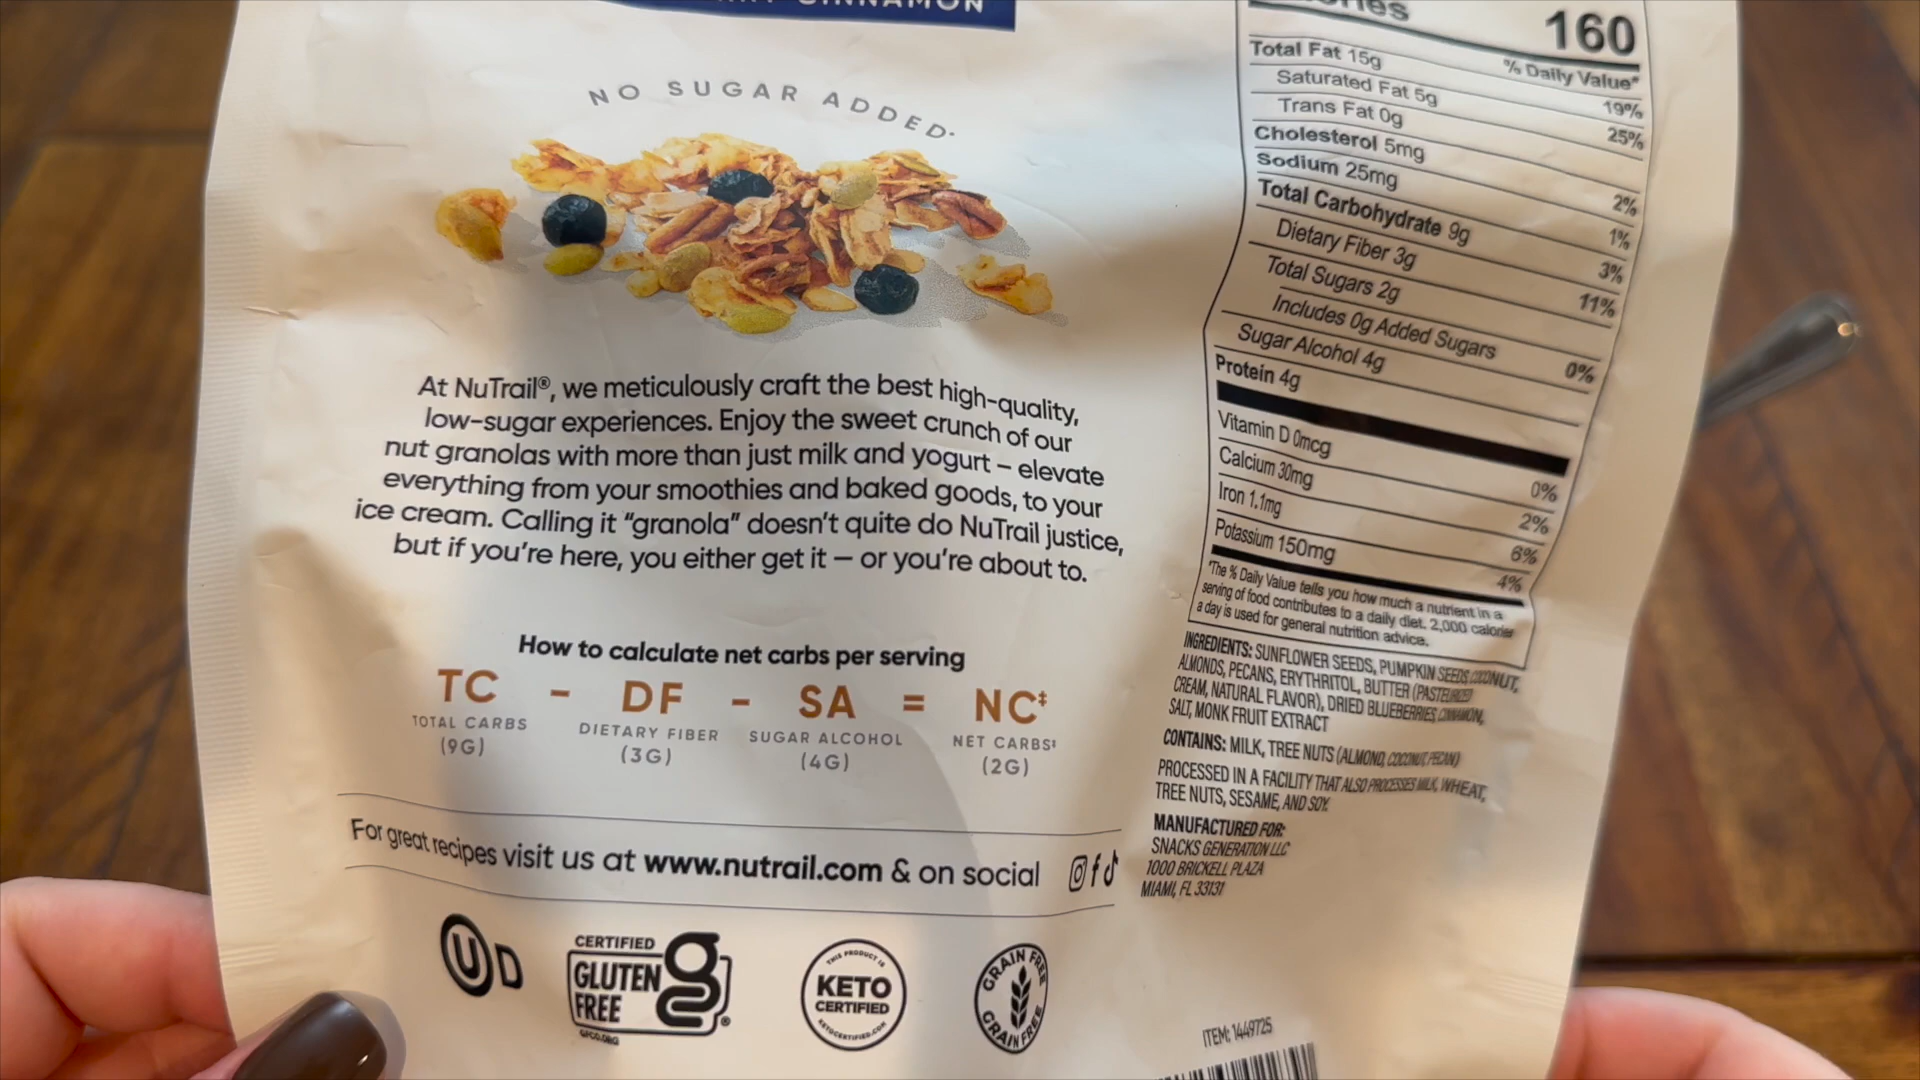 CINNAMON
NO SUGAR ADDED*
At NuTrail®, we meticulously craft the best high-quality,
low-sugar experiences. Enjoy the sweet crunch of our
nut granolas with more than just milk and yogurt – elevate
everything from your smoothies and baked goods, to your
ice cream. Calling it “granola” doesn’t quite do NuTrail justice,
but if you’re here, you either get it – or you’re about to.
How to calculate net carbs per serving
TC - DF - SA = NC‡
TOTAL CARBS DIETARY FIBER SUGAR ALCOHOL NET CARBS‡
(9G) (3G) (4G) (2G)
For great recipes visit us at www.nutrail.com & on social
U D
CERTIFIED
GLUTEN
FREE
GFCO.ORG
THIS PRODUCT IS
KETO
CERTIFIED
KETOCERTIFIED.COM
GRAIN FREE
GRAIN FREE
160
% Daily Value*
Total Fat 15g 19%
Saturated Fat 5g 25%
Trans Fat 0g
Cholesterol 5mg 2%
Sodium 25mg 1%
Total Carbohydrate 9g 3%
Dietary Fiber 3g 11%
Total Sugars 2g
Includes 0g Added Sugars 0%
Sugar Alcohol 4g
Protein 4g
Vitamin D 0mcg 0%
Calcium 30mg 2%
Iron 1.1mg 6%
Potassium 150mg 4%
*The % Daily Value tells you how much a nutrient in a
serving of food contributes to a daily diet. 2,000 calories
a day is used for general nutrition advice.
INGREDIENTS: SUNFLOWER SEEDS, PUMPKIN SEEDS, COCONUT,
ALMONDS, PECANS, ERYTHRITOL, BUTTER (PASTEURIZED
CREAM, NATURAL FLAVOR), DRIED BLUEBERRIES, CINNAMON,
SALT, MONK FRUIT EXTRACT
CONTAINS: MILK, TREE NUTS (ALMOND, COCONUT, PECAN)
PROCESSED IN A FACILITY THAT ALSO PROCESSES MILK, WHEAT,
TREE NUTS, SESAME, AND SOY.
MANUFACTURED FOR:
SNACKS GENERATION LLC
1000 BRICKELL PLAZA
MIAMI, FL 33131
ITEM: 1449725